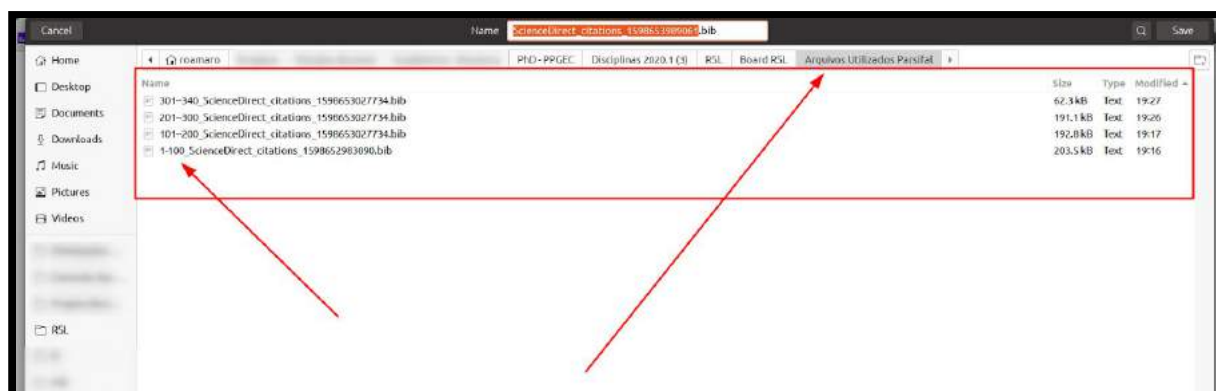 Cancel Name ScienceDirect_citations_1598653989061.bib Save
Home roamaro PhD-PPGEC Disciplinas 2020.1 (3) RSL Board RSL Arquivos Utilizados Parsifal
Desktop Name Size Type Modified
Documents 301–340_ScienceDirect_citations_1598653027734.bib 62.3 kB Text 19:27
201–300_ScienceDirect_citations_1598653027734.bib 191.1 kB Text 19:26
Downloads 101–200_ScienceDirect_citations_1598653027734.bib 192.8 kB Text 19:17
1-100_ScienceDirect_citations_1598652983090.bib 203.5 kB Text 19:16
Music
Pictures
Videos
RSL